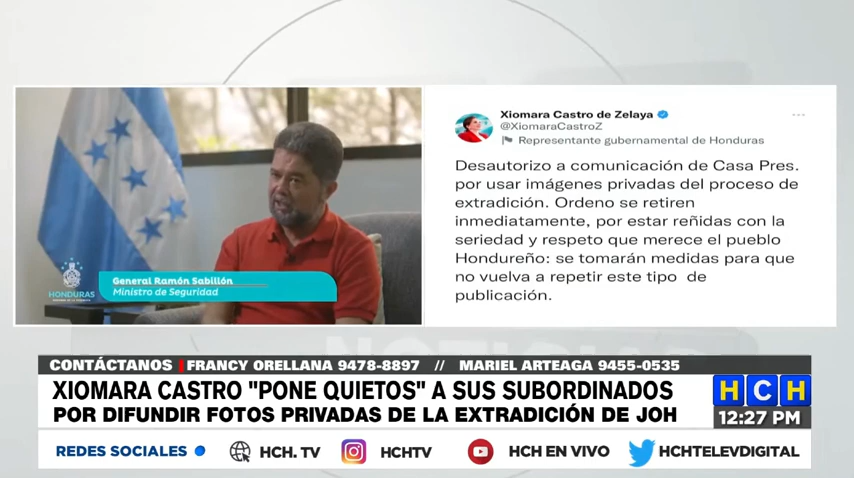 Xiomara Castro de Zelaya
@XiomaraCastroZ
Representante gubernamental de Honduras
Desautorizo a comunicación de Casa Pres.
por usar imágenes privadas del proceso de
extradición. Ordeno se retiren
inmediatamente, por estar reñidas con la
seriedad y respeto que merece el pueblo
Hondureño: se tomarán medidas para que
no vuelva a repetir este tipo de
publicación.
General Ramón Sabillón
Ministro de Seguridad
HONDURAS
CONTÁCTANOS FRANCY ORELLANA 9478-8897 // MARIEL ARTEAGA 9455-0535
XIOMARA CASTRO "PONE QUIETOS" A SUS SUBORDINADOS
POR DIFUNDIR FOTOS PRIVADAS DE LA EXTRADICIÓN DE JOH
HCH
12:27 PM
REDES SOCIALES HCH. TV HCHTV HCH EN VIVO HCHTELEVDIGITAL